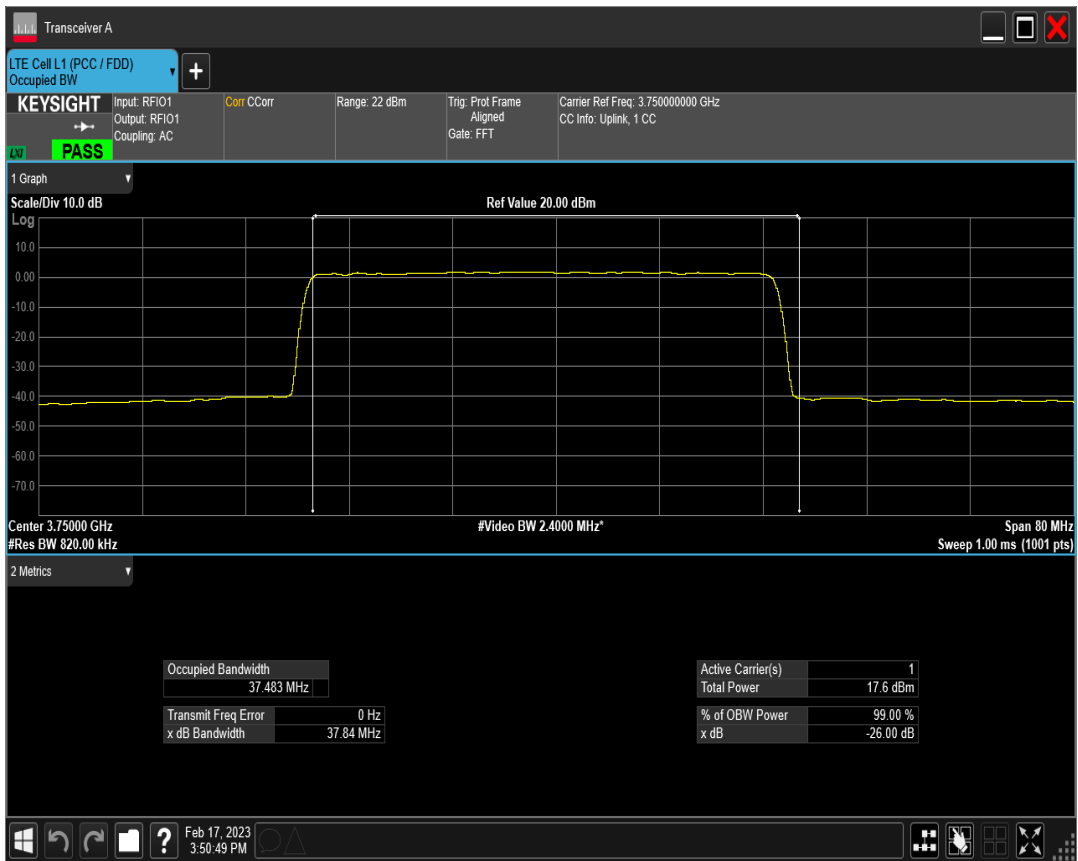 Transceiver A
LTE Cell L1 (PCC / FDD)
Occupied BW
+
KEYSIGHT
LXI
PASS
Input: RFIO1
Output: RFIO1
Coupling: AC
Corr CCorr
Range: 22 dBm
Trig: Prot Frame
Aligned
Gate: FFT
Carrier Ref Freq: 3.750000000 GHz
CC Info: Uplink, 1 CC
1 Graph
Scale/Div 10.0 dB
Ref Value 20.00 dBm
Log
10.0
0.00
-10.0
-20.0
-30.0
-40.0
-50.0
-60.0
-70.0
Center 3.75000 GHz
#Video BW 2.4000 MHz*
Span 80 MHz
#Res BW 820.00 kHz
Sweep 1.00 ms (1001 pts)
2 Metrics
Occupied Bandwidth
37.483 MHz
Transmit Freq Error 0 Hz
x dB Bandwidth 37.84 MHz
Active Carrier(s) 1
Total Power 17.6 dBm
% of OBW Power 99.00 %
x dB -26.00 dB
?
Feb 17, 2023
3:50:49 PM